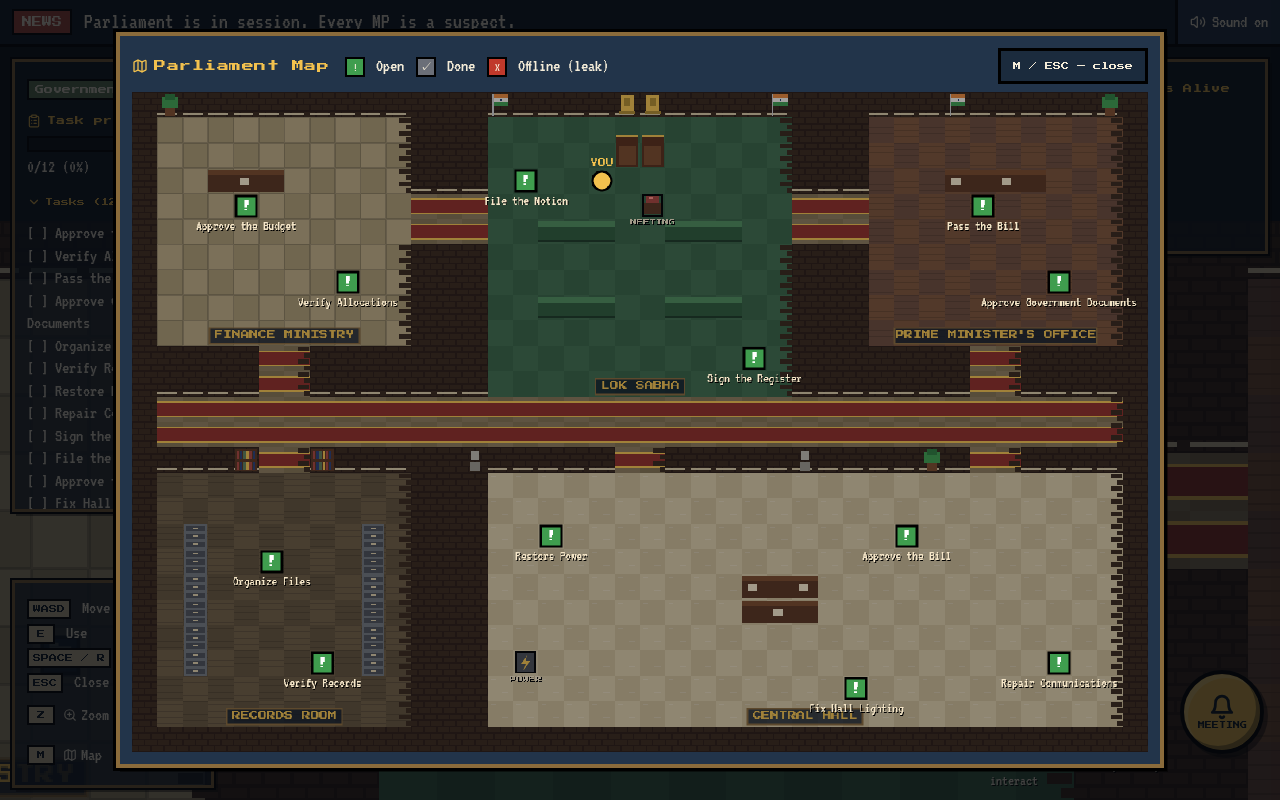 NEWS Parliament is in session. Every MP is a suspect.
Sound on
Parliament Map ! Open ✓ Done x Offline (leak)
M / ESC — close
Governmen
s Alive
Task pr
0/12 (0%)
Tasks (12
[ ] Approve
[ ] Verify A
[ ] Pass the
[ ] Approve
Documents
[ ] Organize
[ ] Verify R
[ ] Restore
[ ] Repair C
[ ] Sign the
[ ] File the
[ ] Approve
[ ] Fix Hall
YOU
File the Motion
MEETING
Approve the Budget
Pass the Bill
Verify Allocations
Approve Government Documents
FINANCE MINISTRY
PRIME MINISTER'S OFFICE
Sign the Register
LOK SABHA
Restore Power
Approve the Bill
Organize Files
POWER
Verify Records
Repair Communications
Fix Hall Lighting
RECORDS ROOM
CENTRAL HALL
WASD Move
E Use
SPACE / R
ESC Close
Z Zoom
M Map
MEETING
STRY
interact